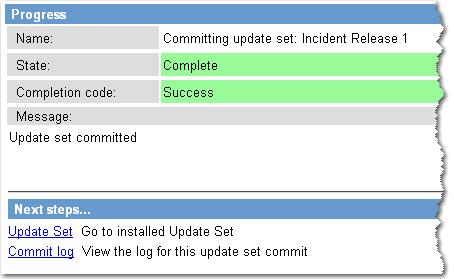 Progress
Name: Committing update set: Incident Release 1
State: Complete
Completion code: Success
Message:
Update set committed
Next steps...
Update Set Go to installed Update Set
Commit log View the log for this update set commit